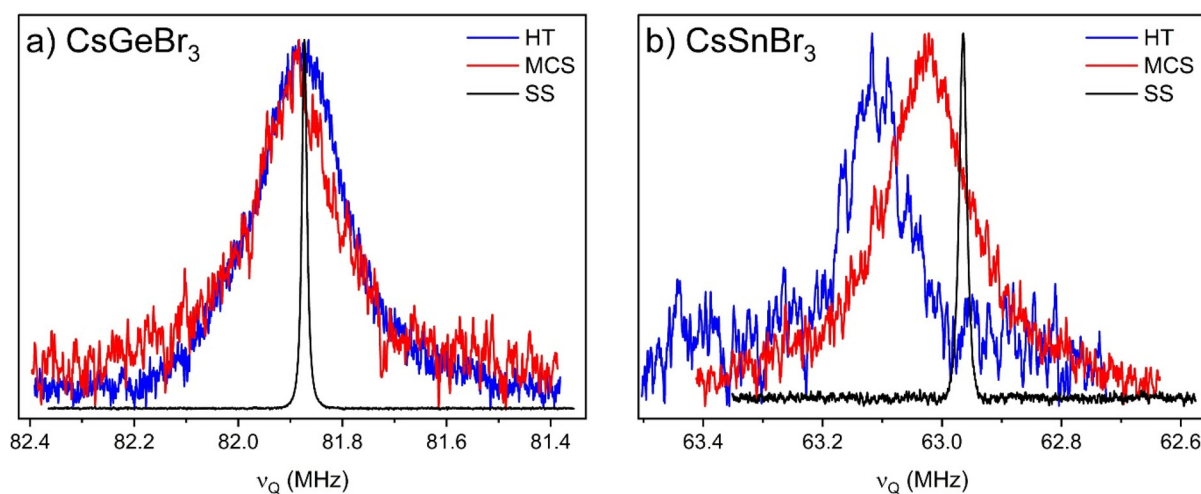 a) CsGeBr₃
HT
MCS
SS
82.4 82.2 82.0 81.8 81.6 81.4
νQ (MHz)
b) CsSnBr₃
HT
MCS
SS
63.4 63.2 63.0 62.8 62.6
νQ (MHz)